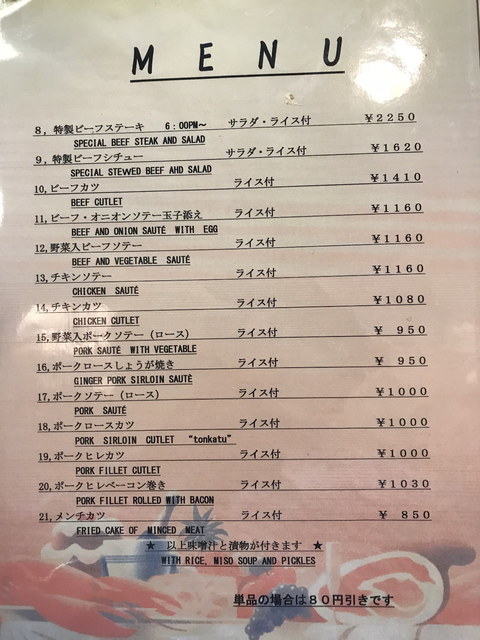 MENU
8, 特製ビーフステーキ 6:00PM~ サラダ・ライス付 ¥2250
SPECIAL BEEF STEAK AND SALAD
9, 特製ビーフシチュー サラダ・ライス付 ¥1620
SPECIAL STEWED BEEF AHD SALAD
10, ビーフカツ ライス付 ¥1410
BEEF CUTLET
11, ビーフ・オニオンソテー玉子添え ライス付 ¥1160
BEEF AND ONION SAUTÉ WITH EGG
12, 野菜入ビーフソテー ライス付 ¥1160
BEEF AND VEGETABLE SAUTÉ
13, チキンソテー ライス付 ¥1160
CHICKEN SAUTÉ
14, チキンカツ ライス付 ¥1080
CHICKEN CUTLET
15, 野菜入ポークソテー(ロース) ライス付 ¥ 950
PORK SAUTÉ WITH VEGETABLE
16, ポークロースしょうが焼き ライス付 ¥ 950
GINGER PORK SIRLOIN SAUTÉ
17, ポークソテー(ロース) ライス付 ¥1000
PORK SAUTÉ
18, ポークロースカツ ライス付 ¥1000
PORK SIRLOIN CUTLET “tonkatu”
19, ポークヒレカツ ライス付 ¥1000
PORK FILLET CUTLET
20, ポークヒレベーコン巻き ライス付 ¥1030
PORK FILLET ROLLED WITH BACON
21, メンチカツ ライス付 ¥ 850
FRIED CAKE OF MINCED MEAT
★ 以上味噌汁と漬物が付きます ★
WITH RICE, MISO SOUP AND PICKLES
単品の場合は80円引きです